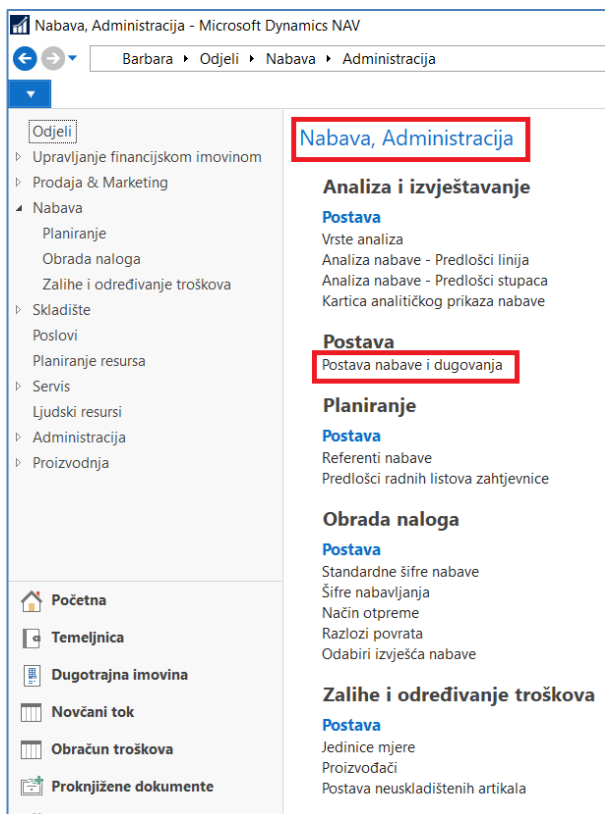 Nabava, Administracija - Microsoft Dynamics NAV
Barbara Odjeli Nabava Administracija
Odjeli
Upravljanje financijskom imovinom
Prodaja & Marketing
Nabava
Planiranje
Obrada naloga
Zalihe i određivanje troškova
Skladište
Poslovi
Planiranje resursa
Servis
Ljudski resursi
Administracija
Proizvodnja
Početna
Temeljnica
Dugotrajna imovina
Novčani tok
Obračun troškova
Proknjižene dokumente
Nabava, Administracija
Analiza i izvještavanje
Postava
Vrste analiza
Analiza nabave - Predlošci linija
Analiza nabave - Predlošci stupaca
Kartica analitičkog prikaza nabave
Postava
Postava nabave i dugovanja
Planiranje
Postava
Referenti nabave
Predlošci radnih listova zahtjevnice
Obrada naloga
Postava
Standardne šifre nabave
Šifre nabavljanja
Način otpreme
Razlozi povrata
Odabiri izvješća nabave
Zalihe i određivanje troškova
Postava
Jedinice mjere
Proizvođači
Postava neuskladištenih artikala